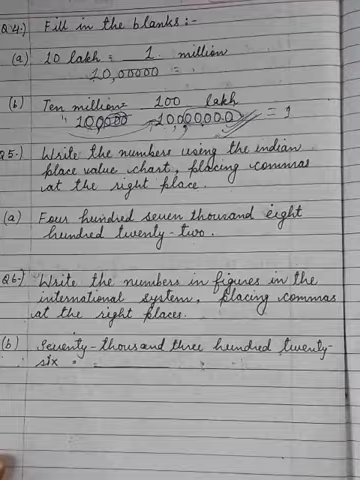 Q4.) Fill in the blanks :-
(a) 10 lakh = 1 million
10,00000 =
(b) Ten million = 100 lakh
= 9
Q5.) Write the numbers using the indian
place value chart, placing commas
at the right place.
(a) Four hundred seven thousand eight
hundred twenty-two.
Q6.) Write the numbers in figures in the
international system, placing commas
at the right places.
(b) Seventy-thousand three hundred twenty-
six =